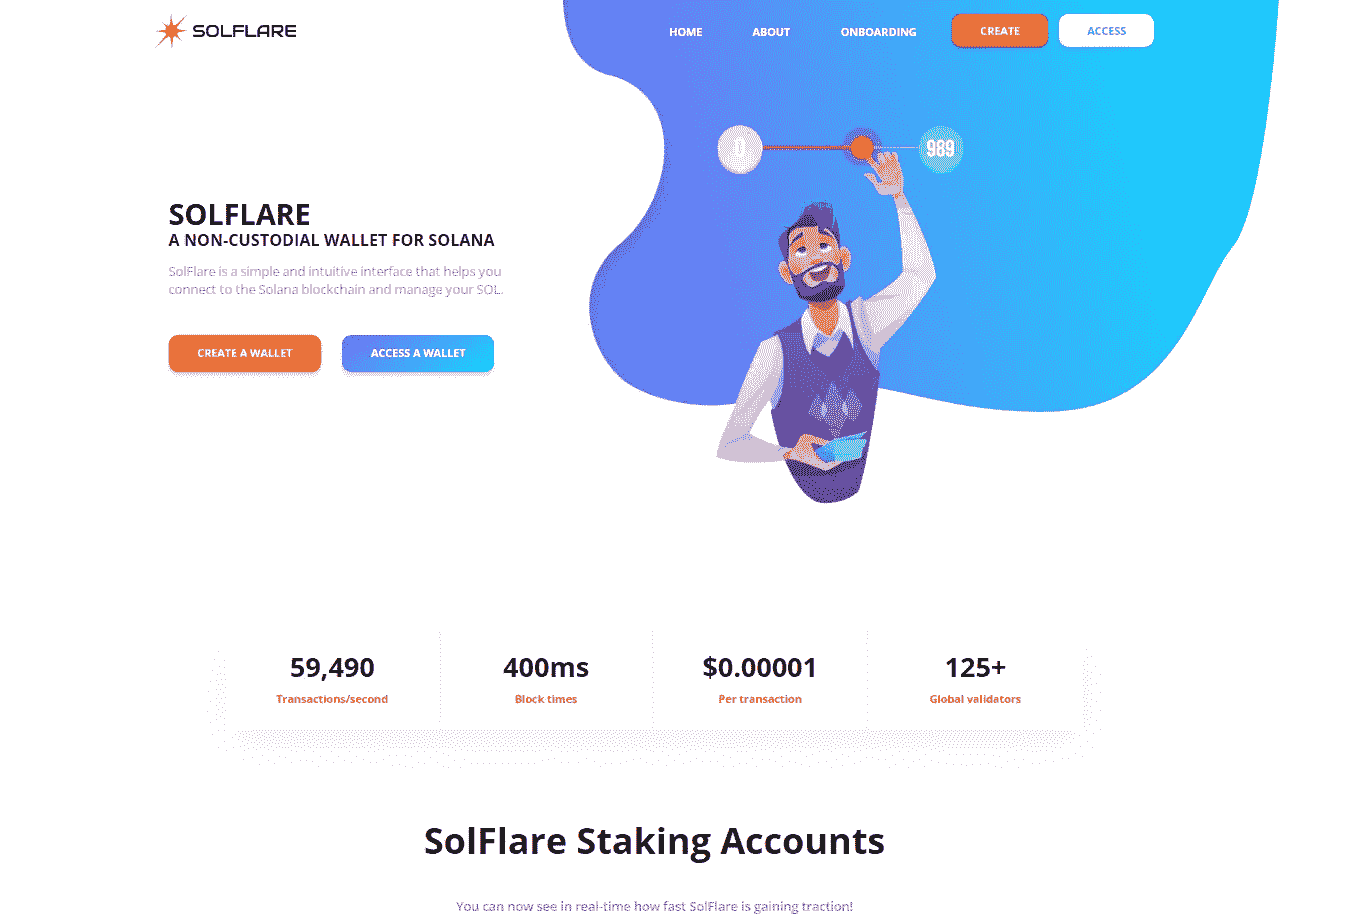 SOLFLARE
HOME
ABOUT
ONBOARDING
CREATE
ACCESS
0
989
SOLFLARE
A NON-CUSTODIAL WALLET FOR SOLANA
SolFlare is a simple and intuitive interface that helps you
connect to the Solana blockchain and manage your SOL.
CREATE A WALLET
ACCESS A WALLET
59,490
400ms
$0.00001
125+
Transactions/second
Block times
Per transaction
Global validators
SolFlare Staking Accounts
You can now see in real-time how fast SolFlare is gaining traction!